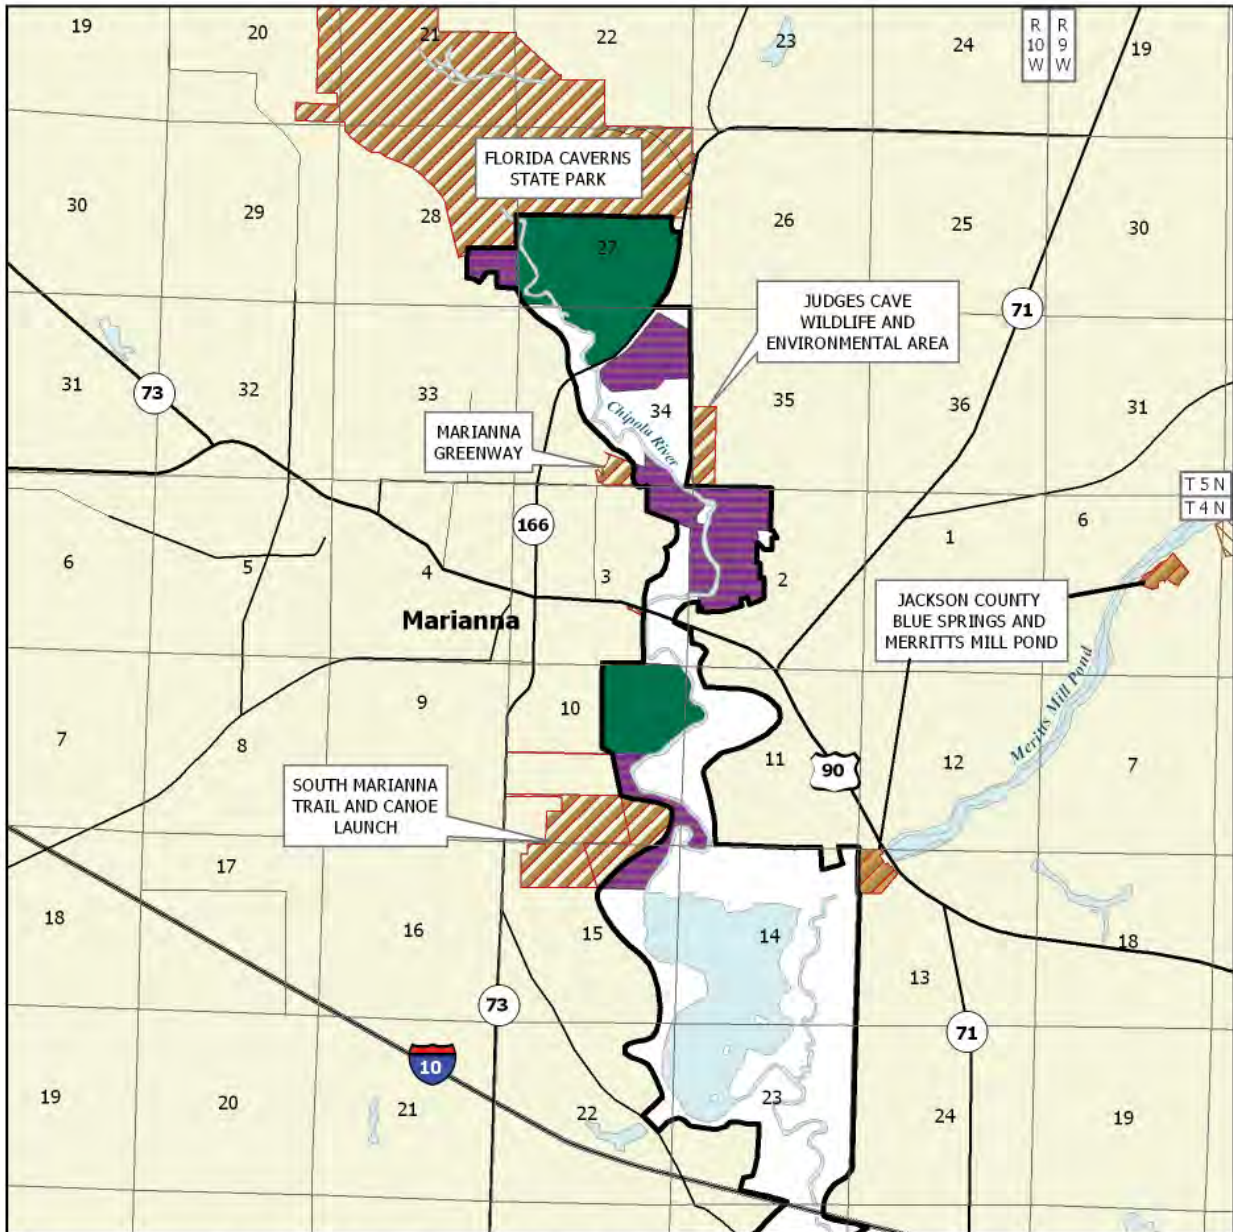 19
20
21
22
23
24
R
10
W
R
9
W
19
FLORIDA CAVERNS
STATE PARK
30
29
28
27
26
25
30
JUDGES CAVE
WILDLIFE AND
ENVIRONMENTAL AREA
71
31
73
32
33
34
35
36
31
Chipola River
MARIANNA
GREENWAY
T 5 N
T 4 N
166
6
5
4
3
2
1
6
Marianna
JACKSON COUNTY
BLUE SPRINGS AND
MERRITTS MILL POND
Meritts Mill Pond
7
8
9
10
11
90
12
7
SOUTH MARIANNA
TRAIL AND CANOE
LAUNCH
17
18
16
15
14
13
18
73
71
10
19
20
21
22
23
24
19